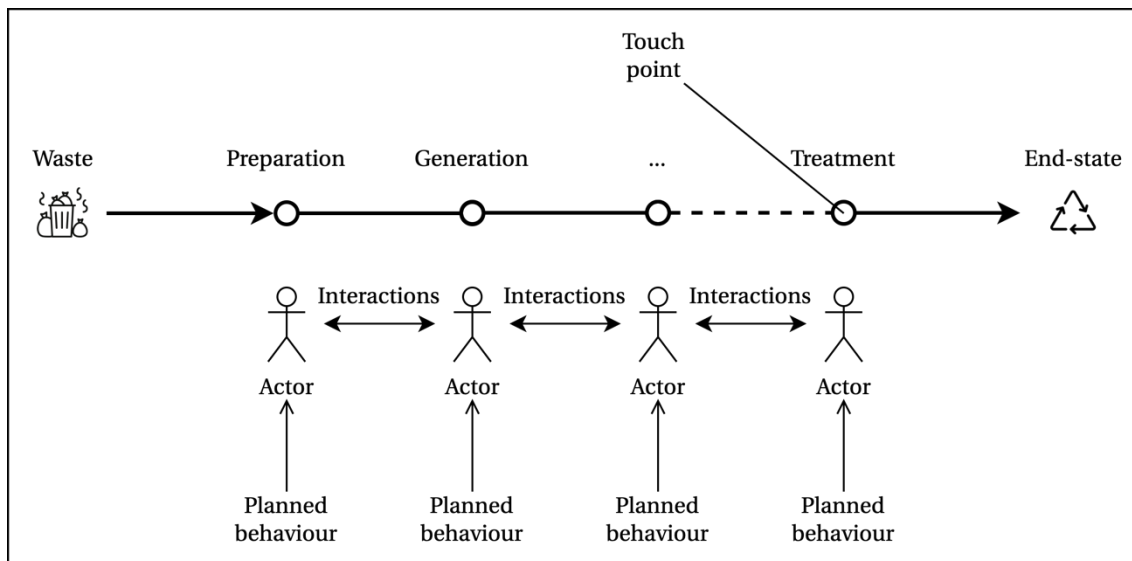 Touch
point
Waste
Preparation
Generation
...
Treatment
End-state
Interactions
Interactions
Interactions
Actor
Actor
Actor
Actor
Planned
behaviour
Planned
behaviour
Planned
behaviour
Planned
behaviour